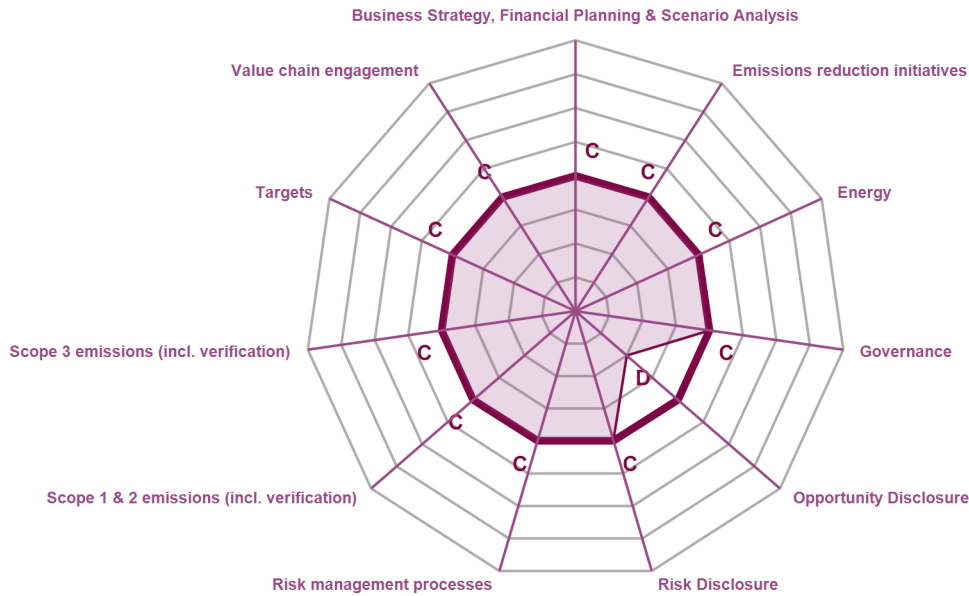 Business Strategy, Financial Planning & Scenario Analysis
Value chain engagement
Emissions reduction initiatives
C
C
C
Targets
Energy
C
C
Scope 3 emissions (incl. verification)
C
C
Governance
D
C
C
C
Scope 1 & 2 emissions (incl. verification)
Opportunity Disclosure
Risk management processes
Risk Disclosure